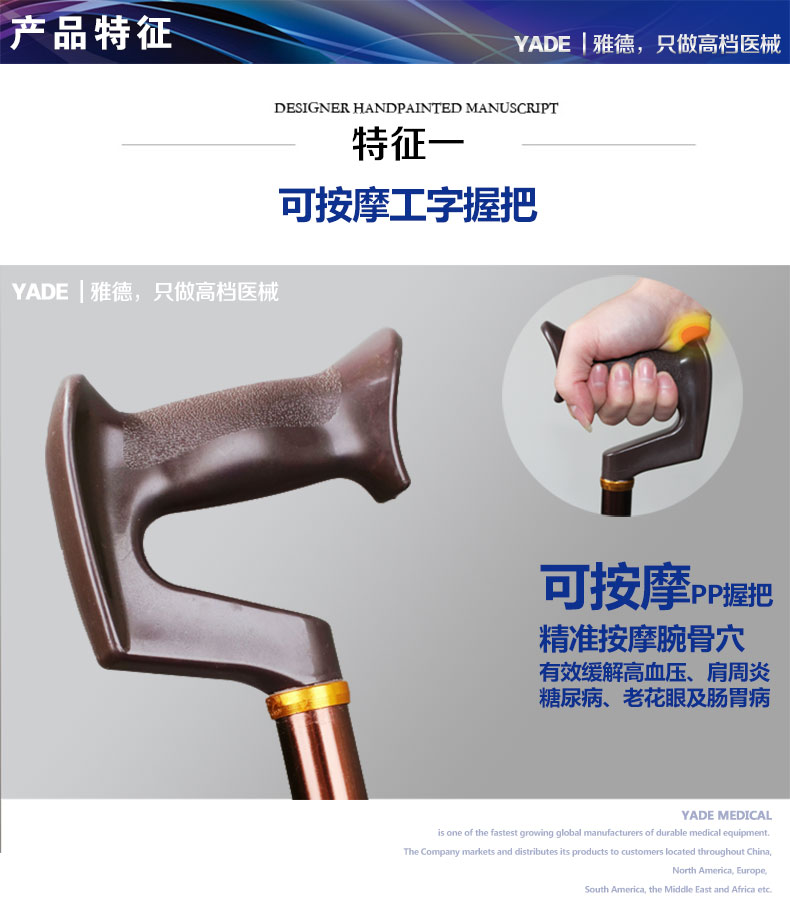 产品特征
YADE | 雅德，只做高档医械
DESIGNER HANDPAINTED MANUSCRIPT
特征一
可按摩工字握把
YADE | 雅德，只做高档医械
可按摩PP握把
精准按摩腕骨穴
有效缓解高血压、肩周炎
糖尿病、老花眼及肠胃病
YADE MEDICAL
is one of the fastest growing global manufacturers of durable medical equipment.
The Company markets and distributes its products to customers located throughout China,
North America, Europe,
South America, the Middle East and Africa etc.